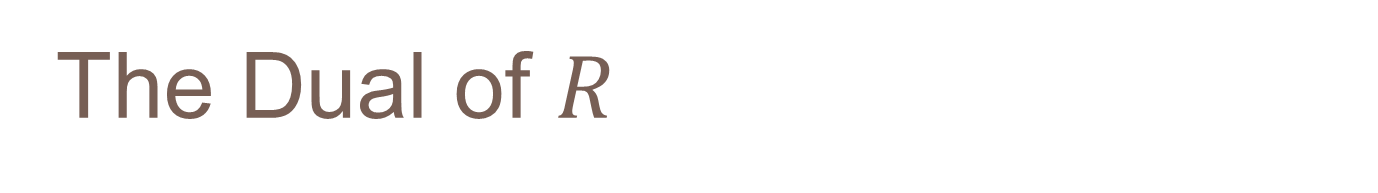 The Dual of R